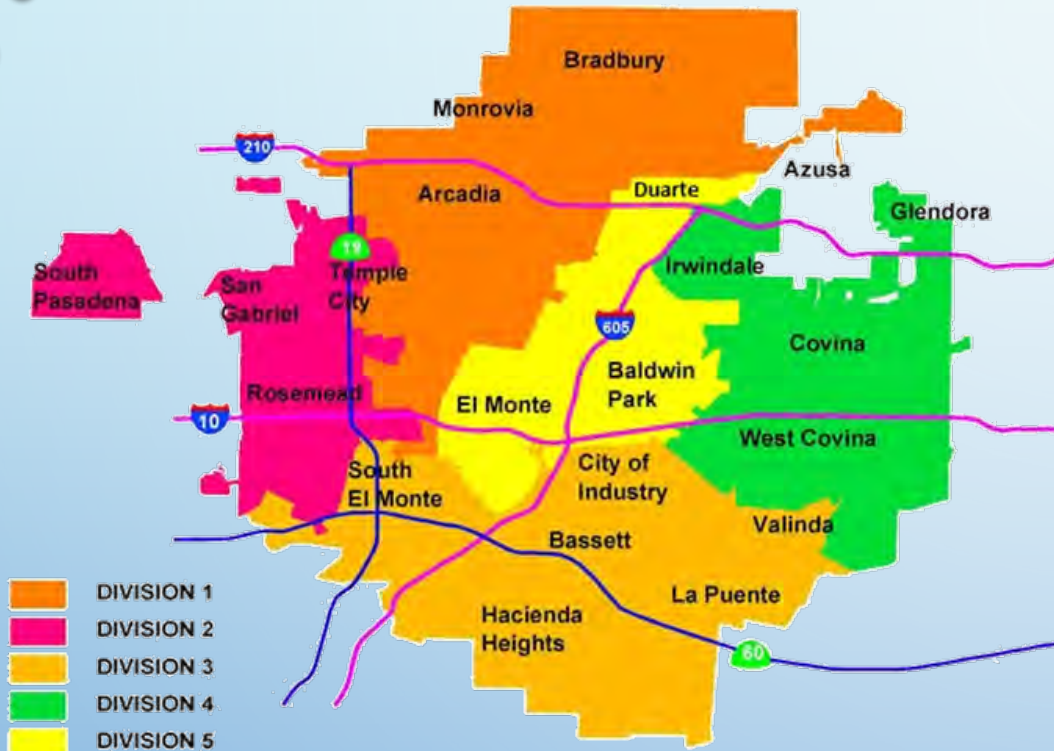 Bradbury
Monrovia
210
Azusa
Arcadia
Duarte
Glendora
19
South
Pasadena
San
Gabriel
Temple
City
Irwindale
605
Covina
Baldwin
Park
Rosemead
El Monte
10
West Covina
City of
Industry
South
El Monte
Valinda
Bassett
La Puente
Hacienda
Heights
60
DIVISION 1
DIVISION 2
DIVISION 3
DIVISION 4
DIVISION 5